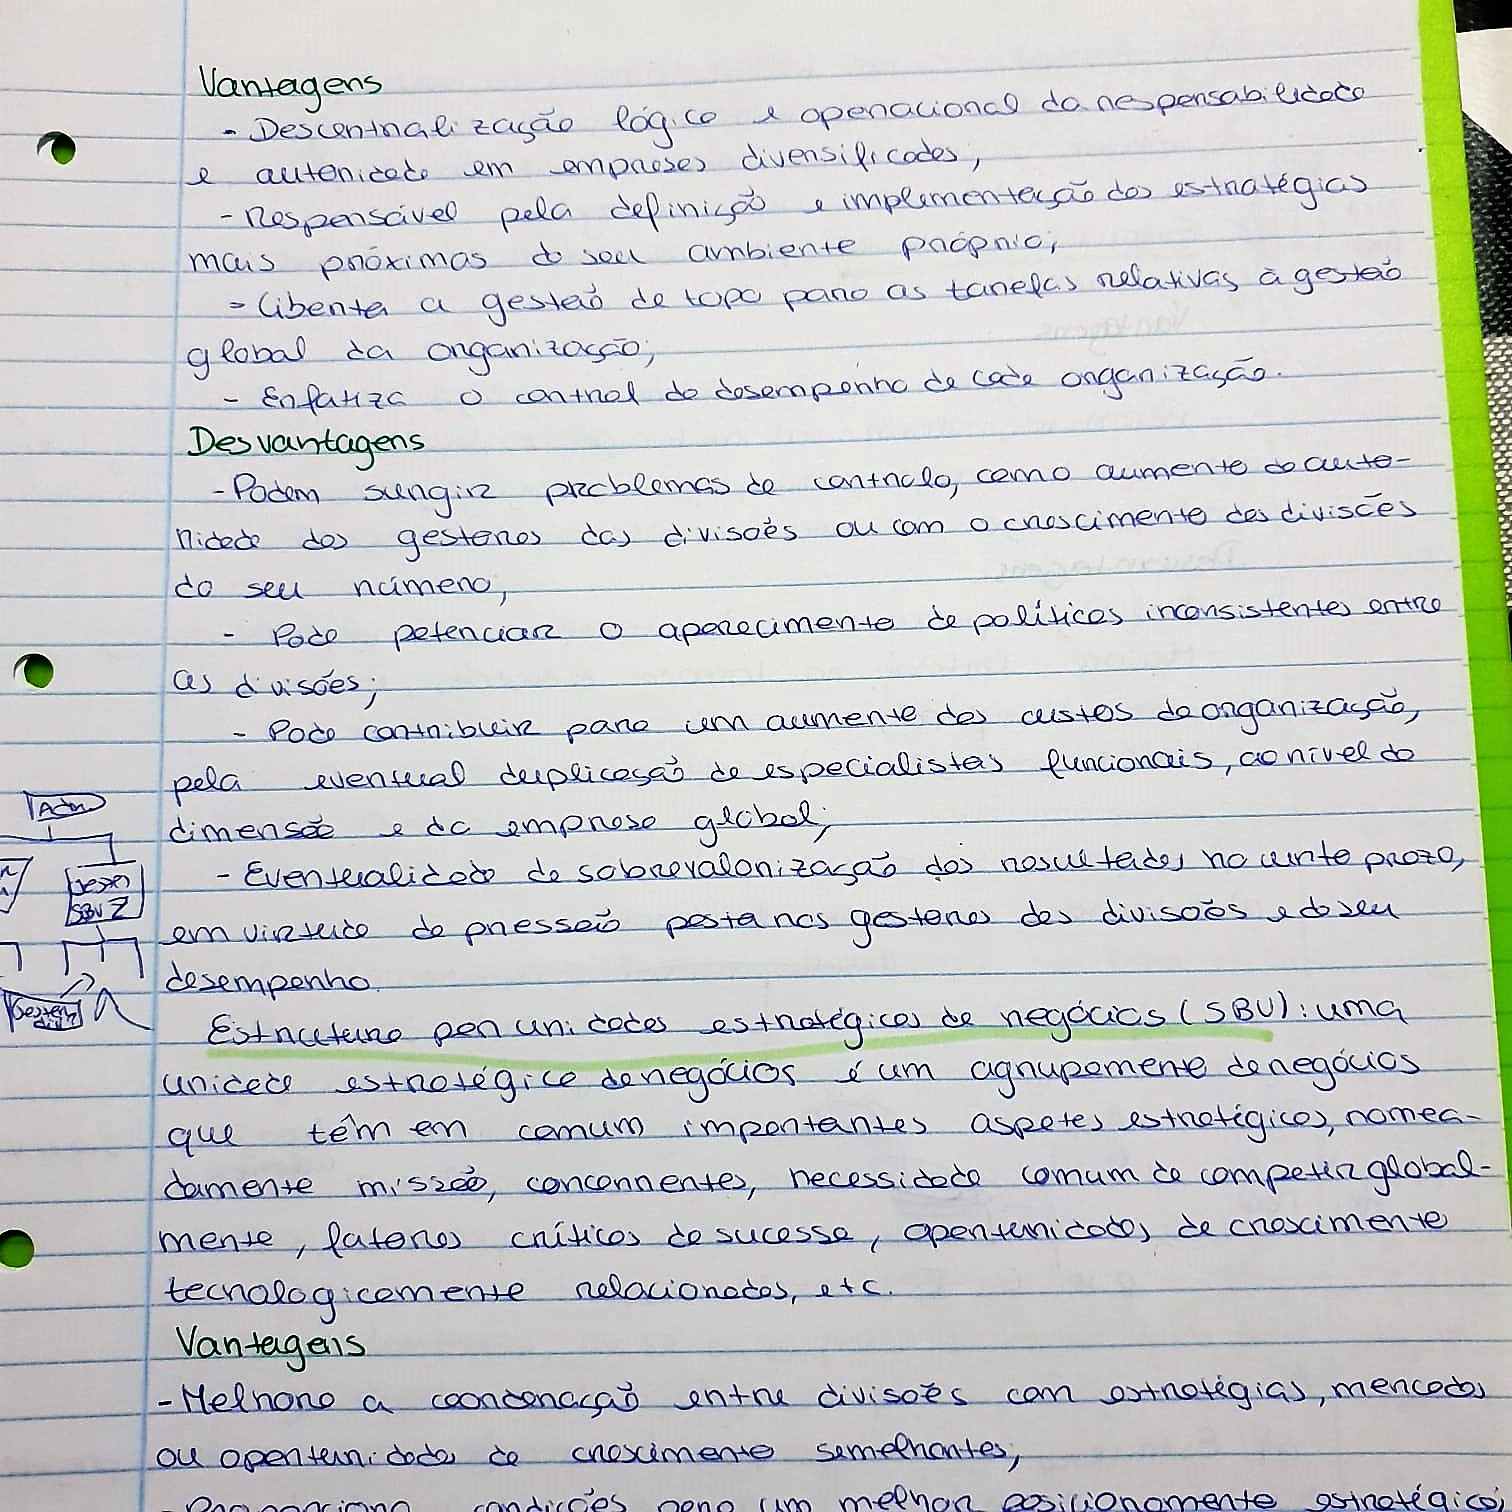 Vantagens
- Descentralização lógica e operacional da responsabilidade
e autoridade em empresas diversificadas;
- Responsável pela definição e implementação das estratégias
mais próximas do seu ambiente próprio;
- Liberta a gestão de topo para as tarefas relativas à gestão
global da organização;
- Enfatiza o control do desempenho de cada organização.
Desvantagens
- Podem surgir problemas de controlo, como aumento da auto-
ridade dos gestores das divisões ou com o crescimento das divisões
do seu número;
- Pode potenciar o aparecimento de políticas inconsistentes entre
as divisões;
- Pode contribuir para um aumento dos custos da organização,
pela eventual duplicação de especialistas funcionais, ao nível da
dimensão e da empresa global;
- Eventualidade de sobrevalorização dos resultados no curto prazo,
em virtude da pressão posta nos gestores das divisões e do seu
desempenho.
Estrutura por unidades estratégicas de negócios (SBU): uma
unidade estratégica de negócios é um agrupamento de negócios
que têm em comum importantes aspetos estratégicos, nomea-
damente missão, concorrentes, necessidade comum de competir global-
mente, fatores críticos de sucesso, oportunidades de crescimento
tecnologicamente relacionados, etc.
Vantagens
- Melhora a coordenação entre divisões com estratégias, mercados
ou oportunidades de crescimento semelhantes;
- Proporciona condições para um melhor posicionamento estratégico
Adm
SBU 2